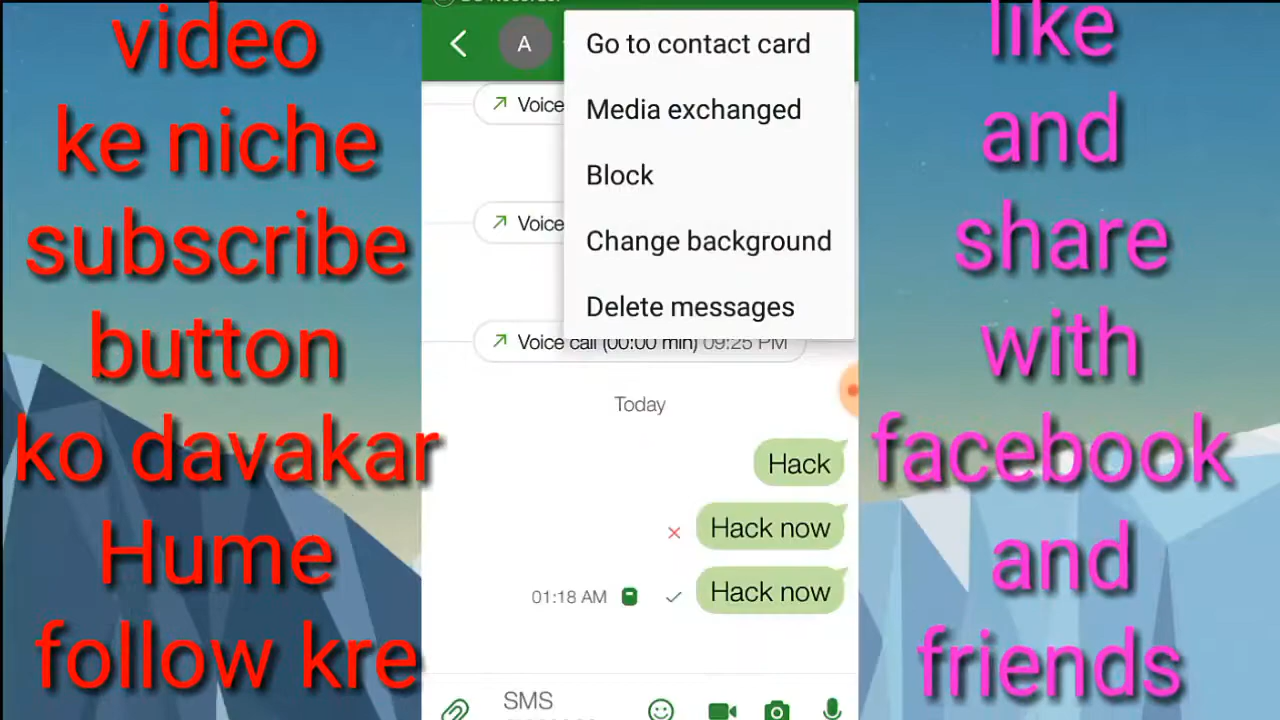 video
ke niche
subscribe
button
ko davakar
Hume
follow kre
A
Go to contact card
Media exchanged
Block
Change background
Delete messages
Voice
Voice
Voice call (00:00 min) 09:25 PM
Today
Hack
Hack now
01:18 AM
Hack now
SMS
like
and
share
with
facebook
and
friends